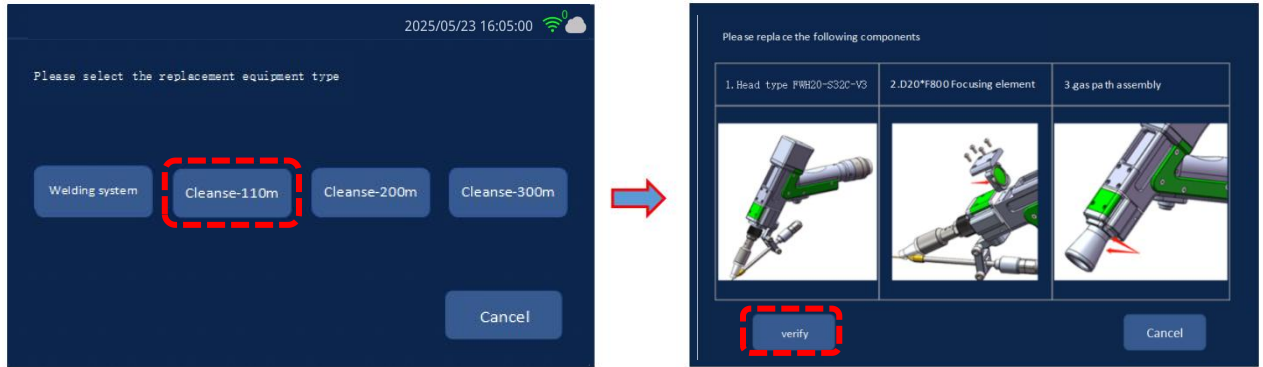 2025/05/23 16:05:00 0
Please select the replacement equipment type
Welding system
Cleanse-110m
Cleanse-200m
Cleanse-300m
Cancel
Please replace the following components
1.Head type FWH20-S32C-V3
2.D20*F800 Focusing element
3.gas path assembly
verify
Cancel